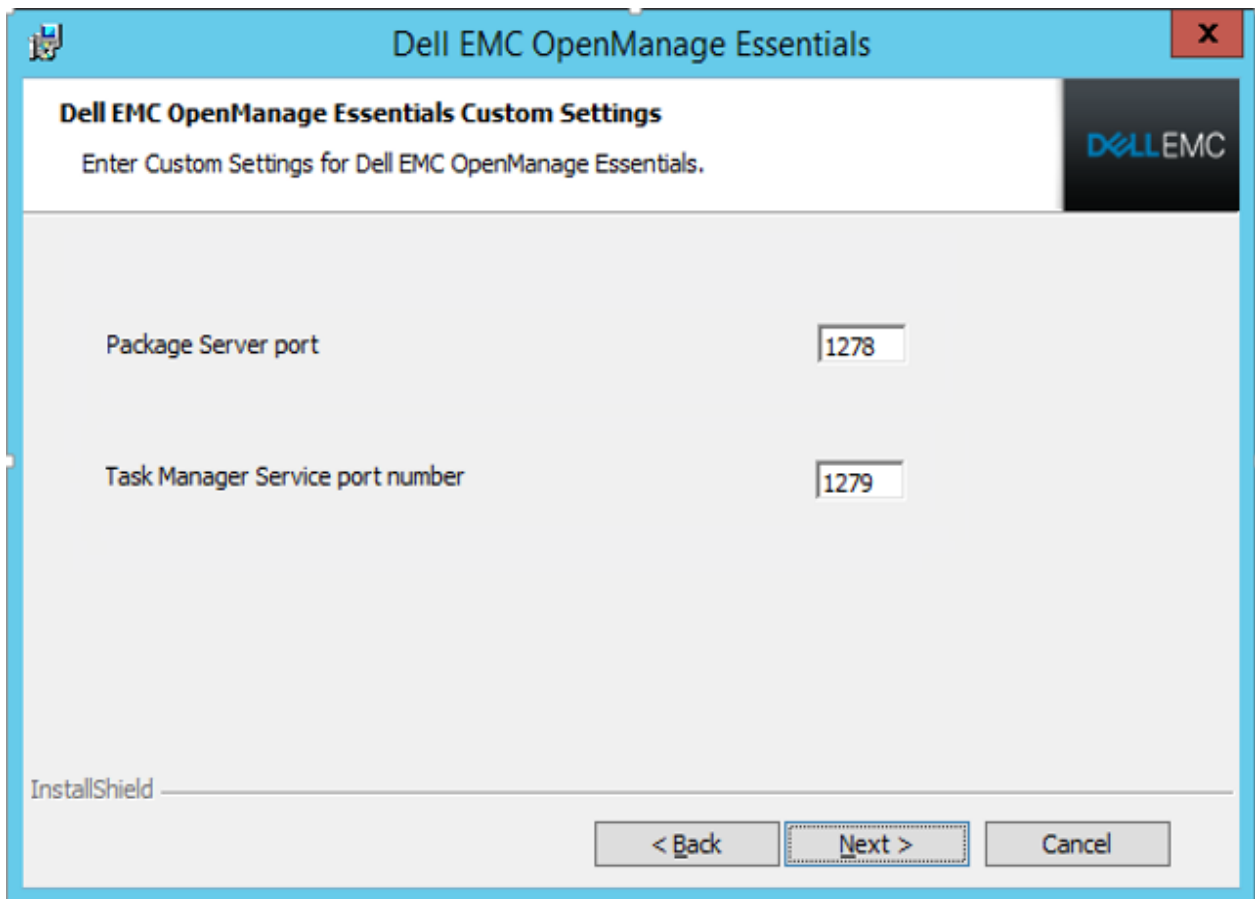 Dell EMC OpenManage Essentials
x
Dell EMC OpenManage Essentials Custom Settings
Enter Custom Settings for Dell EMC OpenManage Essentials.
DELLEMC
Package Server port
1278
Task Manager Service port number
1279
InstallShield
< Back
Next >
Cancel